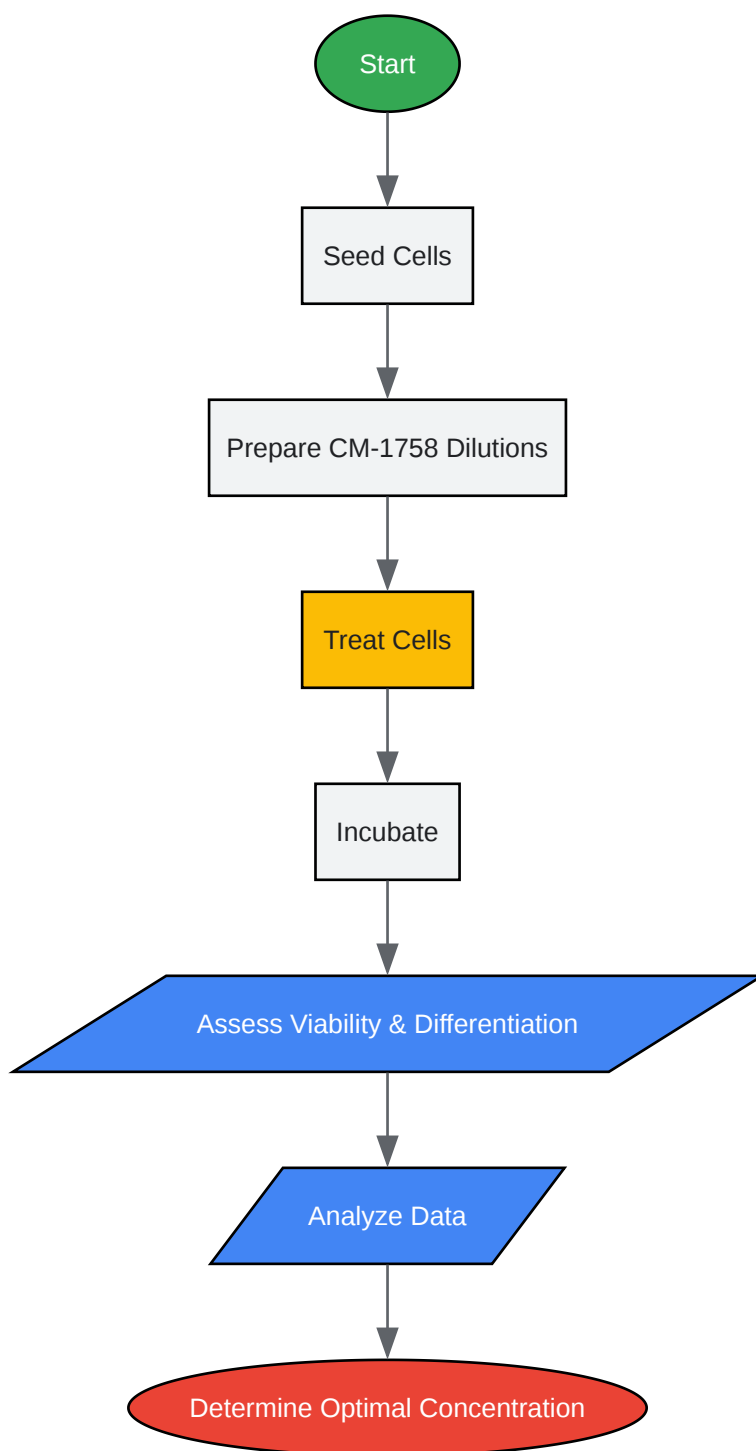 Start
Seed Cells
Prepare CM-1758 Dilutions
Treat Cells
Incubate
Assess Viability & Differentiation
Analyze Data
Determine Optimal Concentration